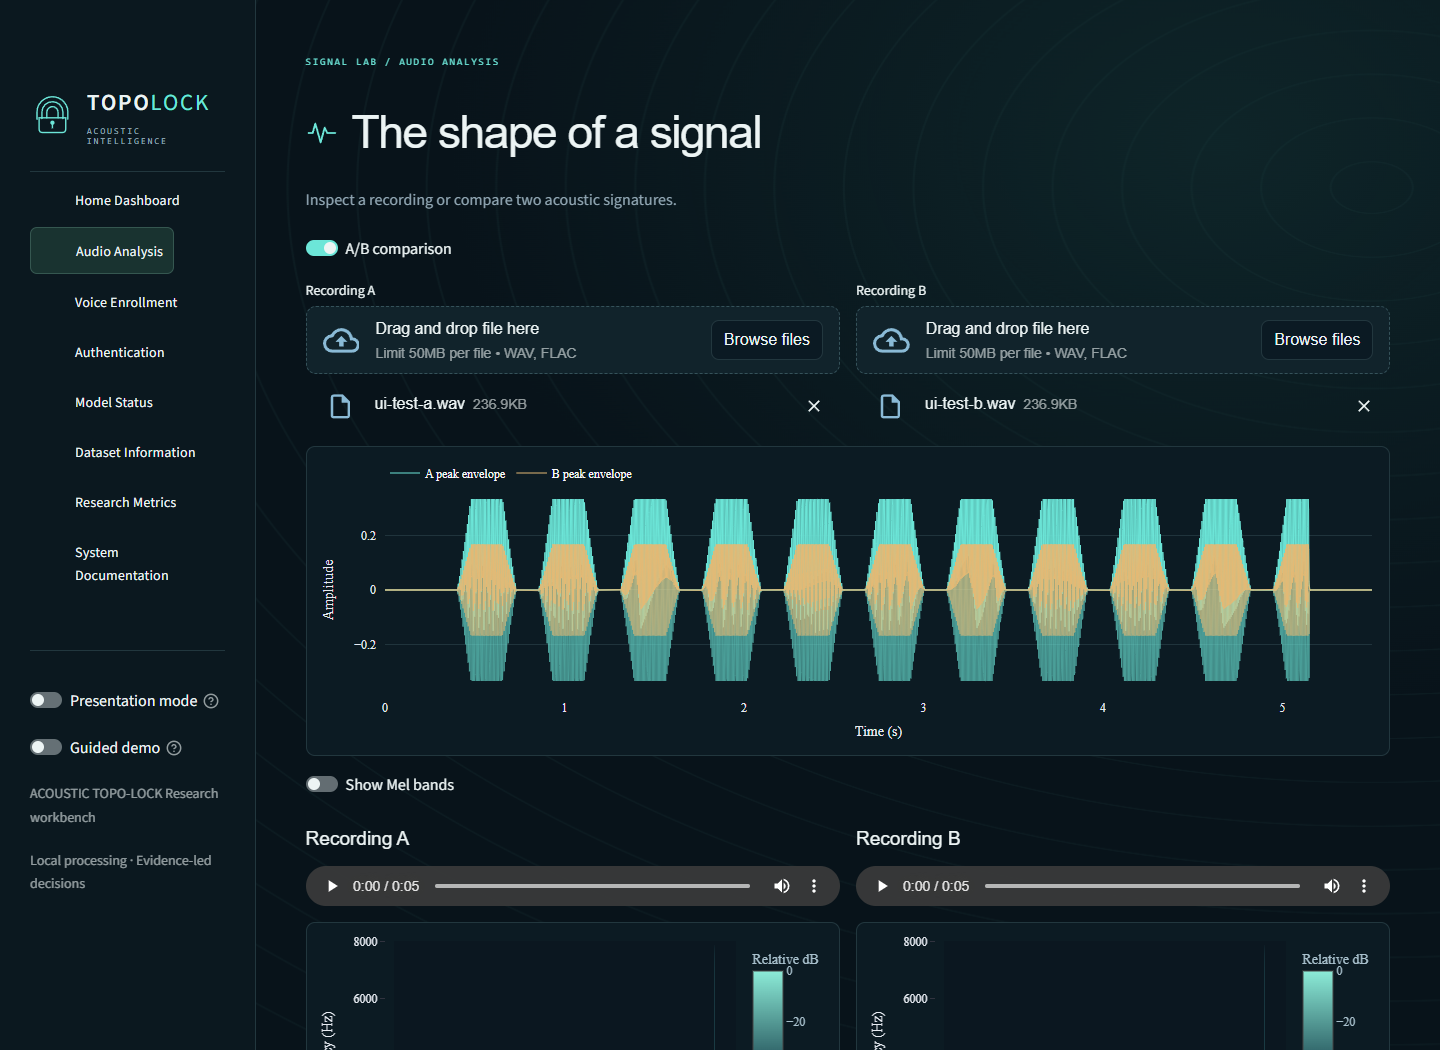 TOPOLOCK
ACOUSTIC
INTELLIGENCE
Home Dashboard
Audio Analysis
Voice Enrollment
Authentication
Model Status
Dataset Information
Research Metrics
System
Documentation
Presentation mode ?
Guided demo ?
ACOUSTIC TOPO-LOCK Research
workbench
Local processing · Evidence-led
decisions
SIGNAL LAB / AUDIO ANALYSIS
The shape of a signal
Inspect a recording or compare two acoustic signatures.
A/B comparison
Recording A
Drag and drop file here
Limit 50MB per file • WAV, FLAC
Browse files
ui-test-a.wav 236.9KB
Recording B
Drag and drop file here
Limit 50MB per file • WAV, FLAC
Browse files
ui-test-b.wav 236.9KB
A peak envelope B peak envelope
Amplitude
0.2
0
−0.2
0 1 2 3 4 5
Time (s)
Show Mel bands
Recording A
0:00 / 0:05
8000
6000
(Hz)
Relative dB
0
−20
Recording B
0:00 / 0:05
8000
6000
(Hz)
Relative dB
0
−20